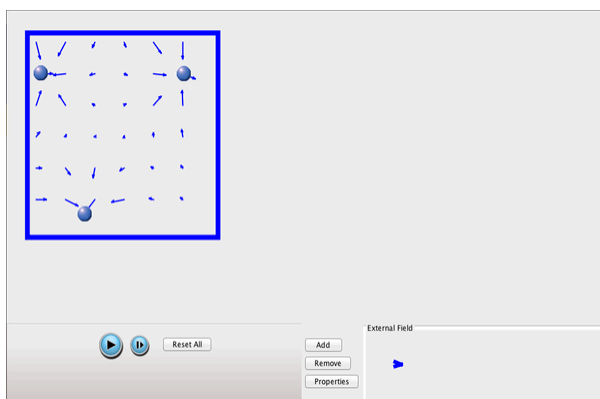 External Field
Reset All
Add
Remove
Properties